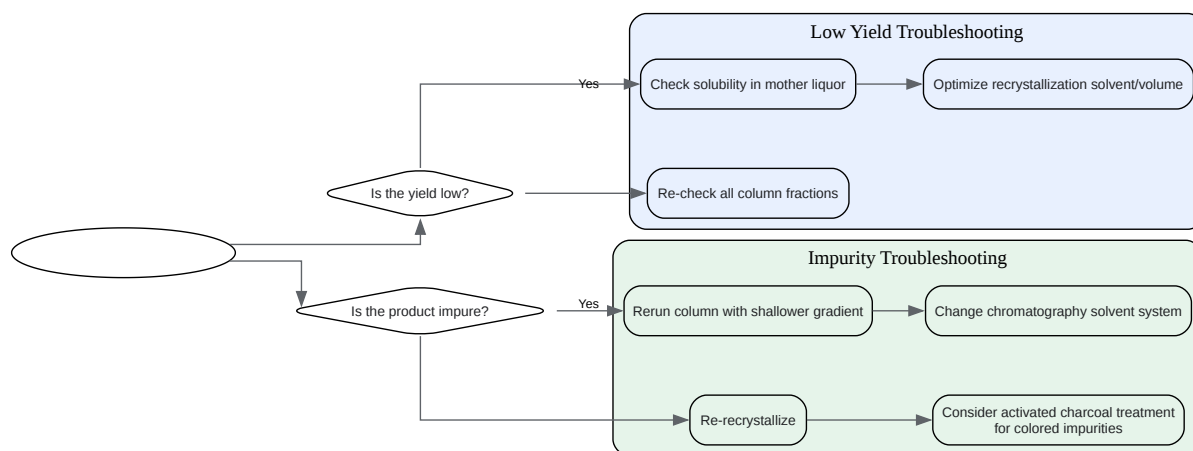 Low Yield Troubleshooting
Yes
Check solubility in mother liquor
Optimize recrystallization solvent/volume
Is the yield low?
Re-check all column fractions
Impurity Troubleshooting
Is the product impure?
Yes
Rerun column with shallower gradient
Change chromatography solvent system
Re-recrystallize
Consider activated charcoal treatment
for colored impurities